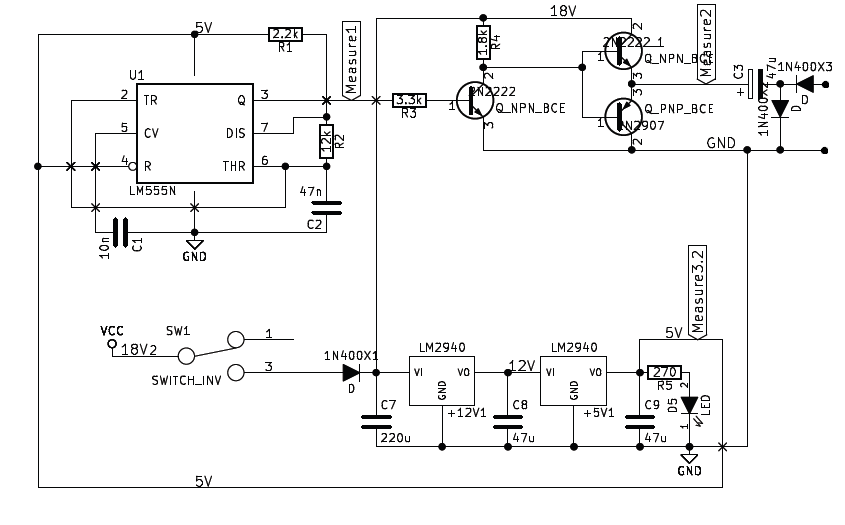 5V
18V
2.2k
R1
Measure1
1.8k
R4
2N2222_1
2
1
Q_NPN_BCE
3
Measure2
C3
47u
+
1N400X3
D
U1
2
TR
Q
3
3.3k
R3
1
2
2N2222
Q_NPN_BCE
3
3
Q_PNP_BCE
1
2N2907
2
1N400X2
D
5
CV
DIS
7
12k
R2
4
R
THR
6
GND
LM555N
47n
C2
10n
C1
GND
Measure3.2
VCC
18V
2
SW1
1
3
SWITCH_INV
1N400X1
D
LM2940
VI
VO
GND
+12V1
12V
LM2940
VI
VO
GND
+5V1
5V
270
R5
2
D5
LED
1
C7
220u
C8
47u
C9
47u
GND
5V